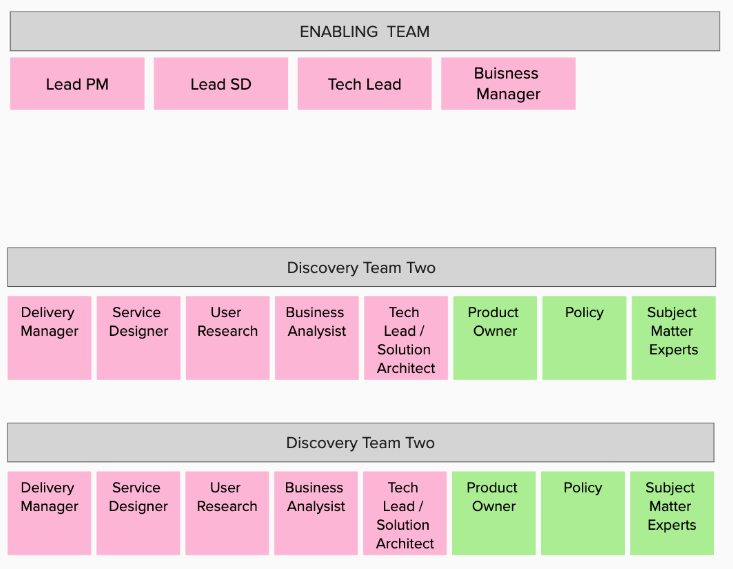 ENABLING TEAM
Lead PM
Lead SD
Tech Lead
Buisness
Manager
Discovery Team Two
Delivery
Manager
Service
Designer
User
Research
Business
Analysist
Tech
Lead /
Solution
Architect
Product
Owner
Policy
Subject
Matter
Experts
Discovery Team Two
Delivery
Manager
Service
Designer
User
Research
Business
Analysist
Tech
Lead /
Solution
Architect
Product
Owner
Policy
Subject
Matter
Experts